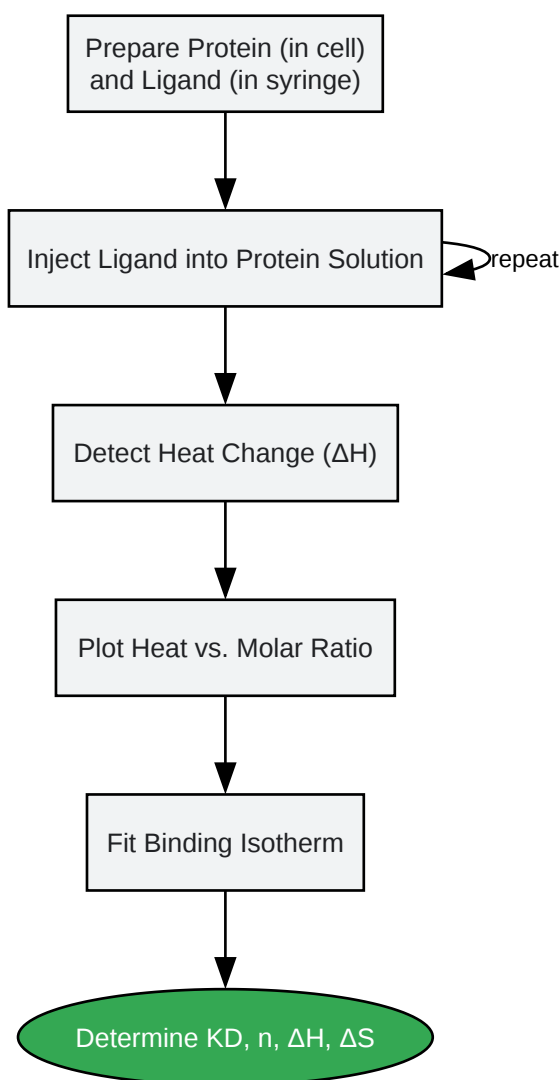 Prepare Protein (in cell)
and Ligand (in syringe)
Inject Ligand into Protein Solution
repeat
Detect Heat Change (ΔH)
Plot Heat vs. Molar Ratio
Fit Binding Isotherm
Determine KD, n, ΔH, ΔS